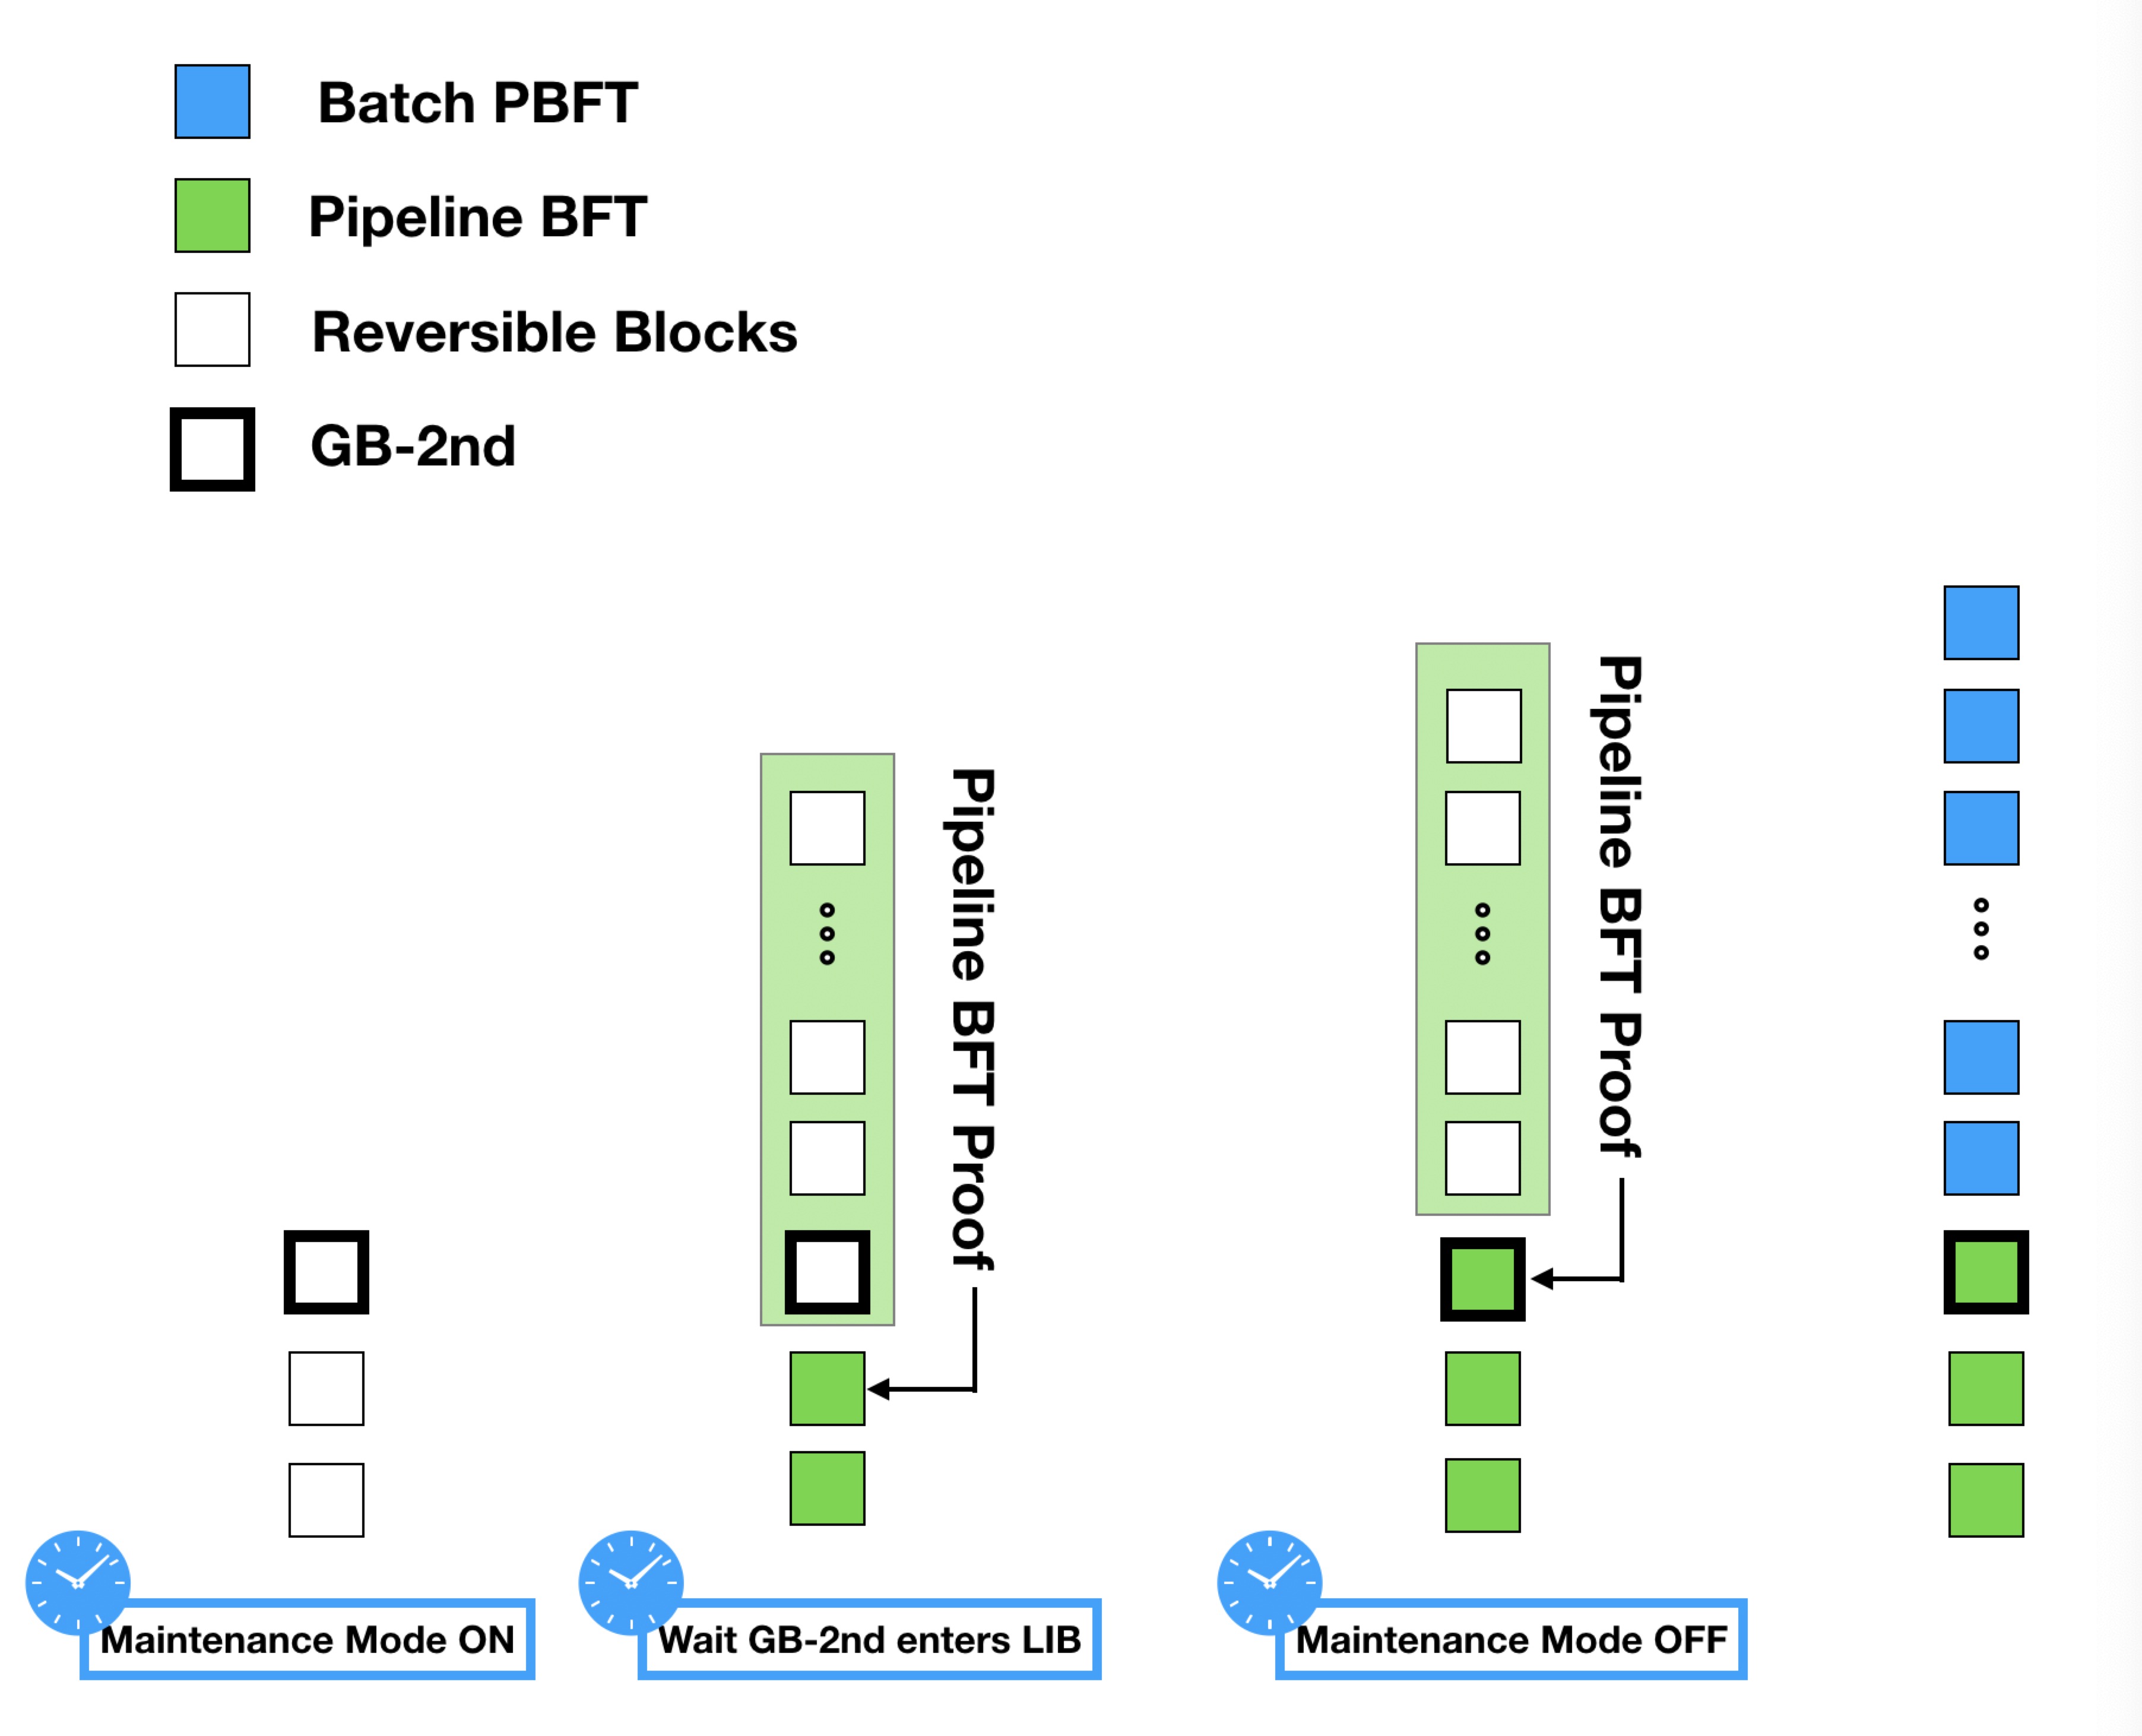 Batch PBFT
Pipeline BFT
Reversible Blocks
GB-2nd
Pipeline BFT Proof
Pipeline BFT Proof
Maintenance Mode ON
Wait GB-2nd enters LIB
Maintenance Mode OFF